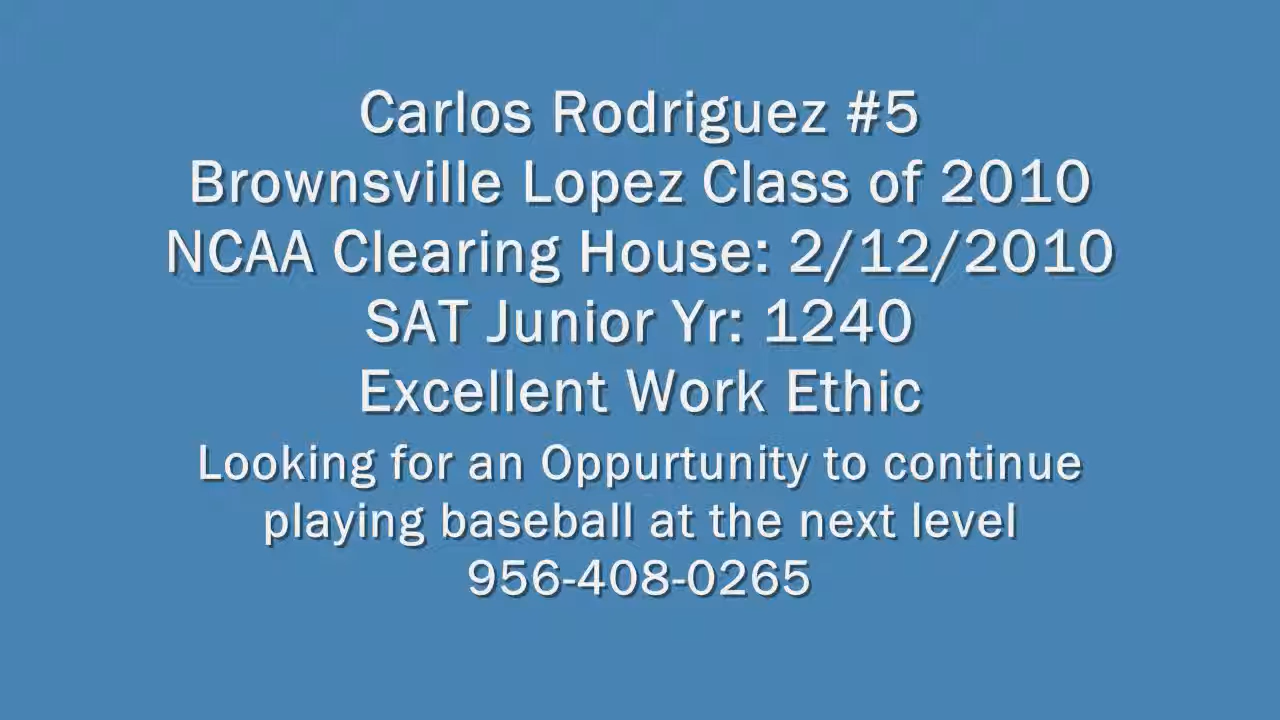 Carlos Rodriguez #5
Brownsville Lopez Class of 2010
NCAA Clearing House: 2/12/2010
SAT Junior Yr: 1240
Excellent Work Ethic
Looking for an Oppurtunity to continue
playing baseball at the next level
956-408-0265